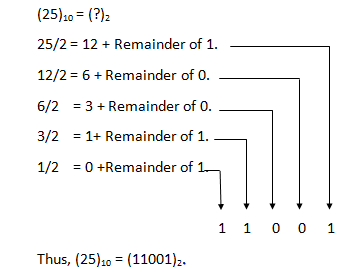 (25)₁₀ = (?)₂
25/2 = 12 + Remainder of 1.
12/2 = 6 + Remainder of 0.
6/2 = 3 + Remainder of 0.
3/2 = 1+ Remainder of 1.
1/2 = 0 +Remainder of 1.
1 1 0 0 1
Thus, (25)₁₀ = (11001)₂.